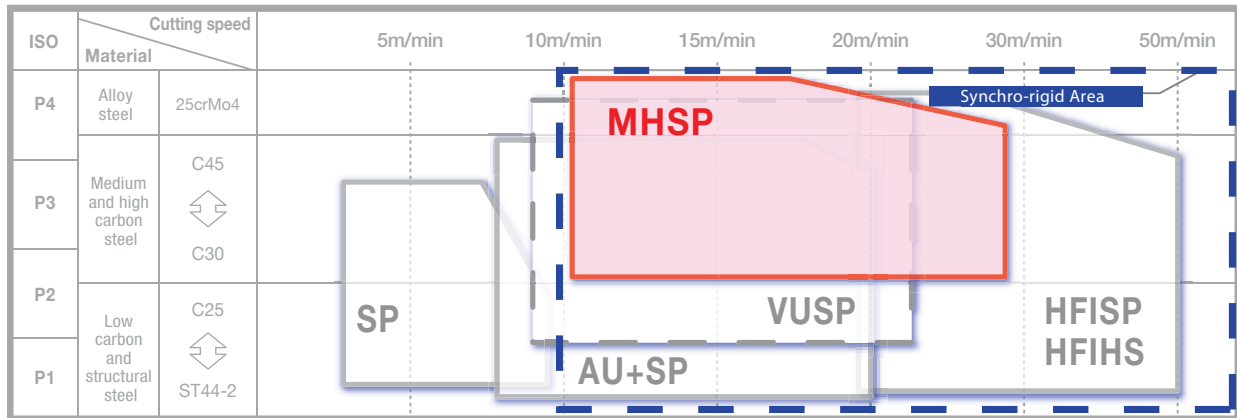 ISO
Cutting speed
Material
5m/min
10m/min
15m/min
20m/min
30m/min
50m/min
P4
Alloy
steel
25crMo4
MHSP
Synchro-rigid Area
P3
Medium
and high
carbon
steel
C45
C30
P2
P1
Low
carbon
and
structural
steel
C25
ST44-2
SP
VUSP
AU+SP
HFISP
HFIHS